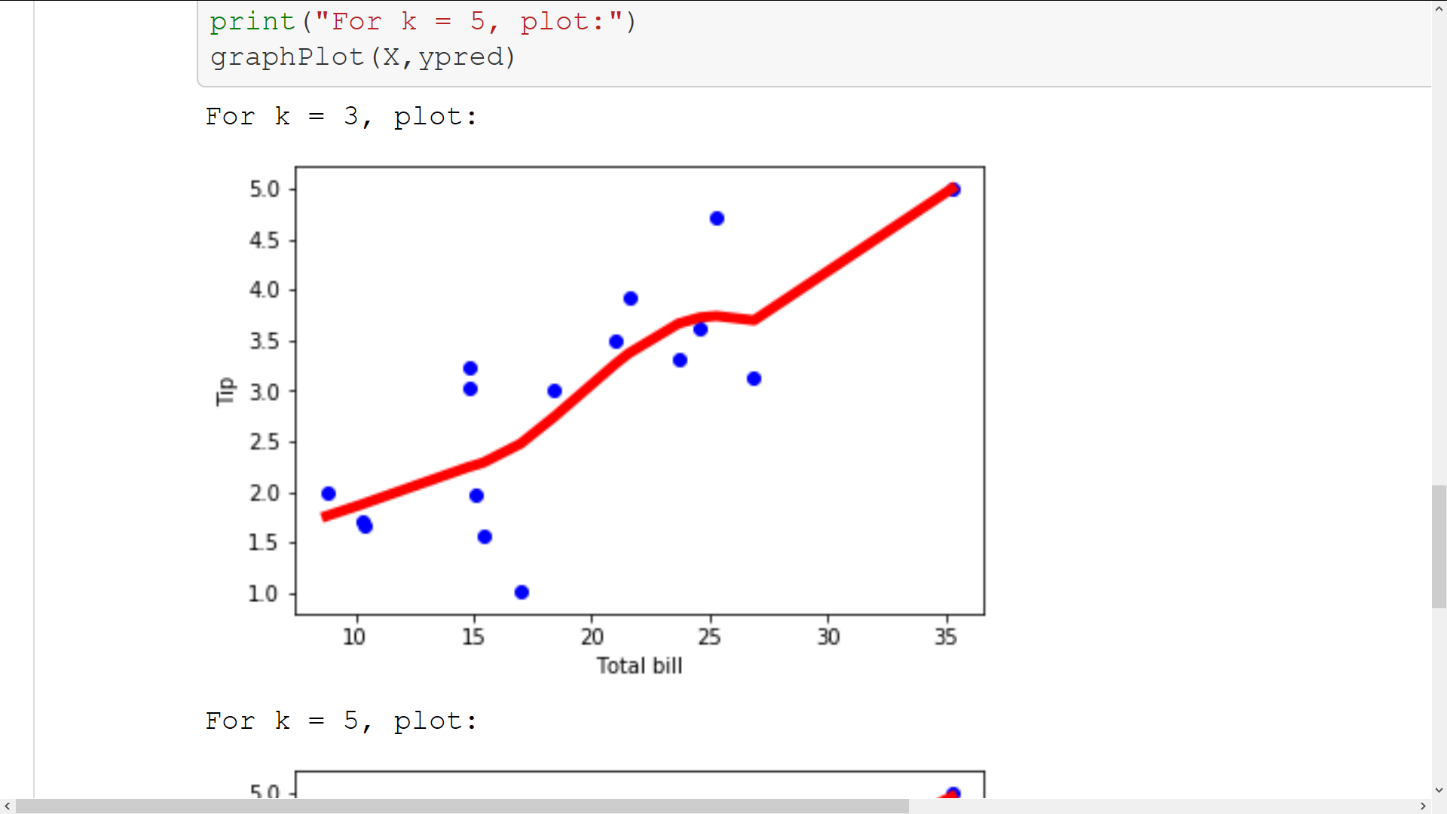 print("For k = 5, plot:")
graphPlot(X,ypred)
For k = 3, plot:
5.0
4.5
4.0
3.5
3.0
2.5
2.0
1.5
1.0
Tip
10 15 20 25 30 35
Total bill
For k = 5, plot:
5.0